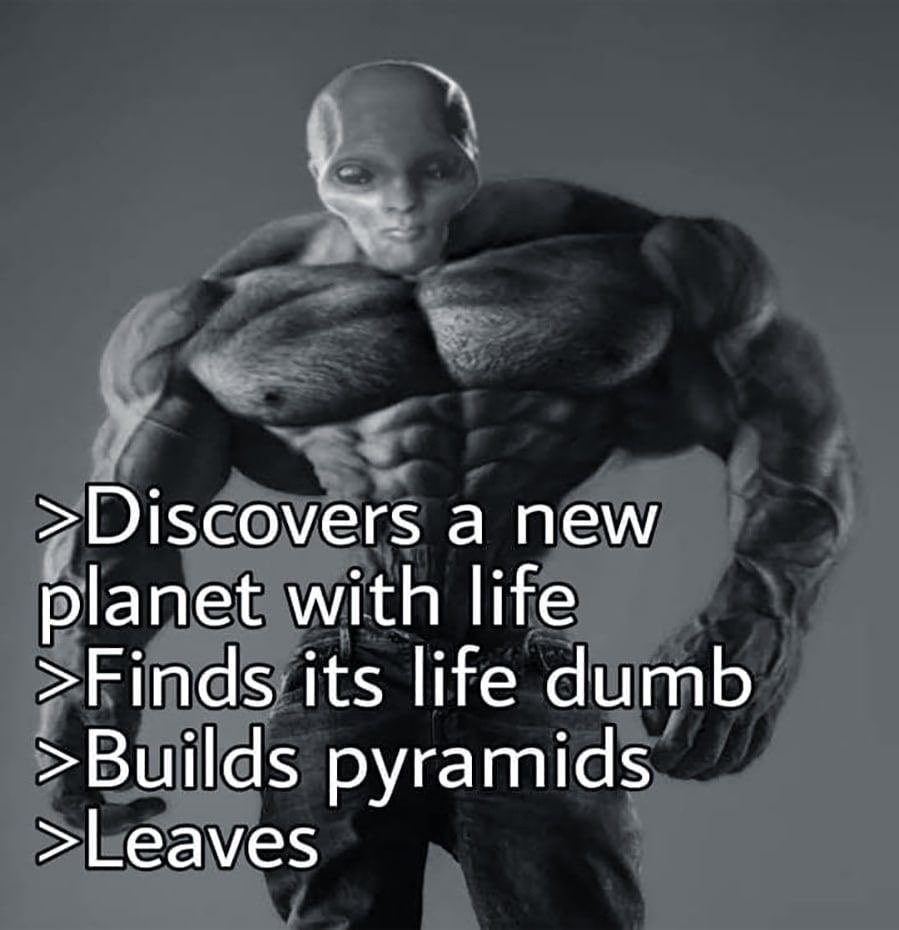 >Discovers a new
planet with life
>Finds its life dumb
>Builds pyramids
>Leaves